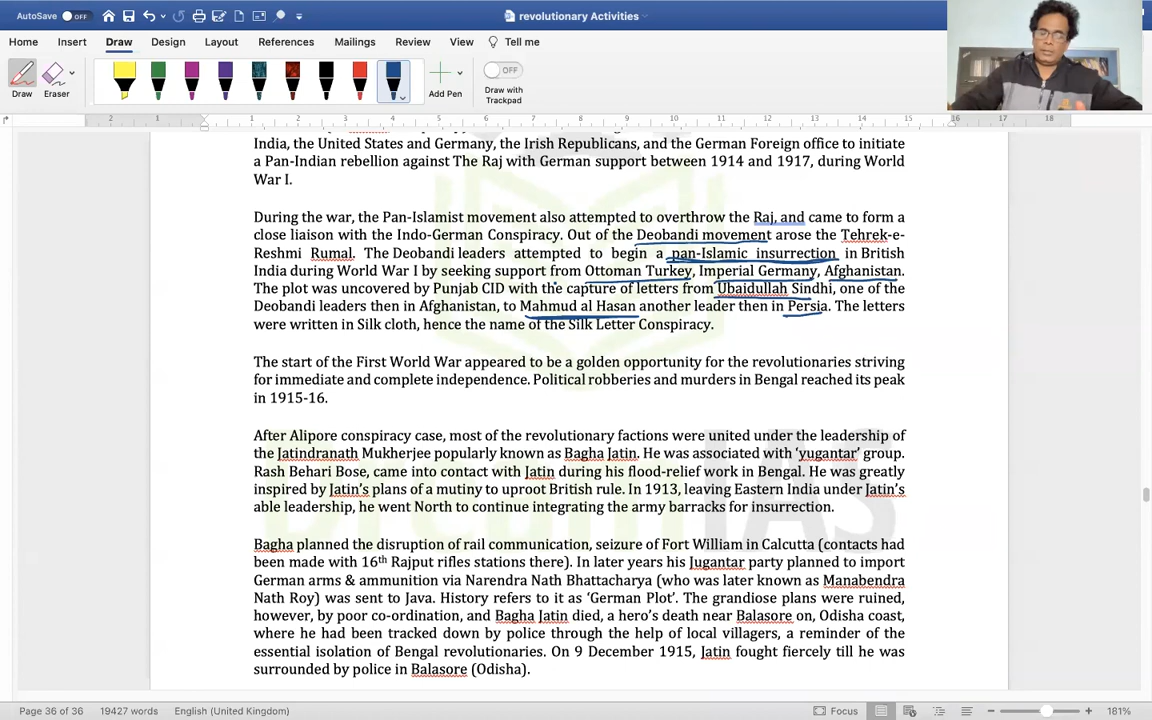 AutoSave OFF revolutionary Activities
Home Insert Draw Design Layout References Mailings Review View Tell me
Draw Eraser Add Pen OFF Draw with Trackpad
2 1 1 2 3 4 5 6 7 8 9 10 11 12 13 14 15 16 17 18
India, the United States and Germany, the Irish Republicans, and the German Foreign office to initiate
a Pan-Indian rebellion against The Raj with German support between 1914 and 1917, during World
War I.
During the war, the Pan-Islamist movement also attempted to overthrow the Raj, and came to form a
close liaison with the Indo-German Conspiracy. Out of the Deobandi movement arose the Tehrek-e-
Reshmi Rumal. The Deobandi leaders attempted to begin a pan-Islamic insurrection in British
India during World War I by seeking support from Ottoman Turkey, Imperial Germany, Afghanistan.
The plot was uncovered by Punjab CID with the capture of letters from Ubaidullah Sindhi, one of the
Deobandi leaders then in Afghanistan, to Mahmud al Hasan another leader then in Persia. The letters
were written in Silk cloth, hence the name of the Silk Letter Conspiracy.
The start of the First World War appeared to be a golden opportunity for the revolutionaries striving
for immediate and complete independence. Political robberies and murders in Bengal reached its peak
in 1915-16.
After Alipore conspiracy case, most of the revolutionary factions were united under the leadership of
the Jatindranath Mukherjee popularly known as Bagha Jatin. He was associated with ‘yugantar’ group.
Rash Behari Bose, came into contact with Jatin during his flood-relief work in Bengal. He was greatly
inspired by Jatin’s plans of a mutiny to uproot British rule. In 1913, leaving Eastern India under Jatin’s
able leadership, he went North to continue integrating the army barracks for insurrection.
Bagha planned the disruption of rail communication, seizure of Fort William in Calcutta (contacts had
been made with 16th Rajput rifles stations there). In later years his Jugantar party planned to import
German arms & ammunition via Narendra Nath Bhattacharya (who was later known as Manabendra
Nath Roy) was sent to Java. History refers to it as ‘German Plot’. The grandiose plans were ruined,
however, by poor co-ordination, and Bagha Jatin died, a hero’s death near Balasore on, Odisha coast,
where he had been tracked down by police through the help of local villagers, a reminder of the
essential isolation of Bengal revolutionaries. On 9 December 1915, Jatin fought fiercely till he was
surrounded by police in Balasore (Odisha).
Page 36 of 36 19427 words English (United Kingdom) Focus 181%